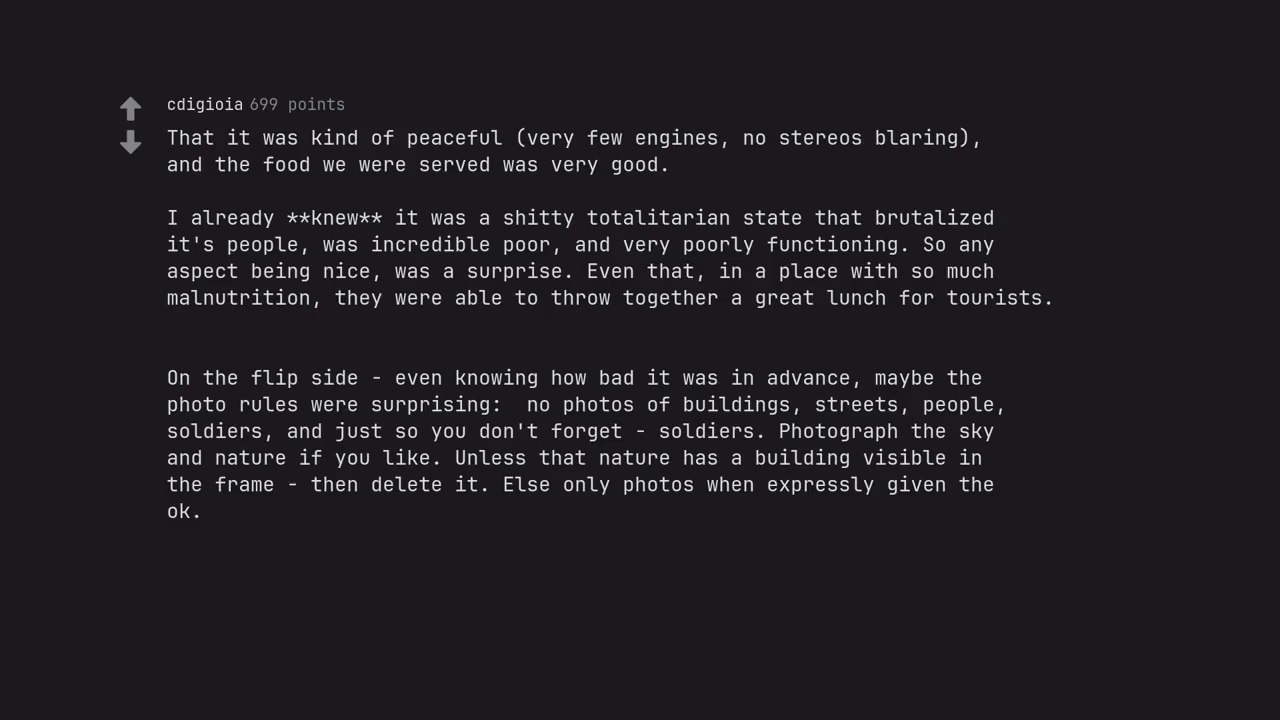 cdigioia 699 points
That it was kind of peaceful (very few engines, no stereos blaring),
and the food we were served was very good.
I already **knew** it was a shitty totalitarian state that brutalized
it's people, was incredible poor, and very poorly functioning. So any
aspect being nice, was a surprise. Even that, in a place with so much
malnutrition, they were able to throw together a great lunch for tourists.
On the flip side - even knowing how bad it was in advance, maybe the
photo rules were surprising:  no photos of buildings, streets, people,
soldiers, and just so you don't forget - soldiers. Photograph the sky
and nature if you like. Unless that nature has a building visible in
the frame - then delete it. Else only photos when expressly given the
ok.